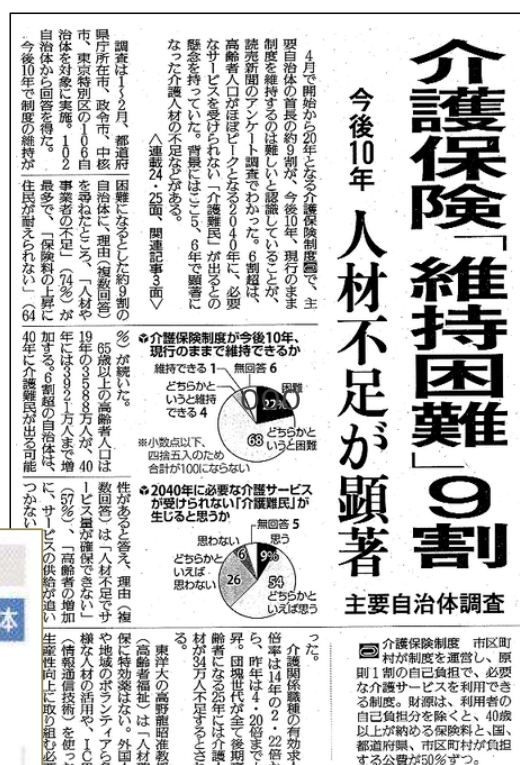 介護保険「維持困難」9割
今後10年 人材不足が顕著
主要自治体調査
4月で開始から20年となる介護保険制度で、主
要自治体の首長の約9割が、今後10年、現行のまま
制度を維持するのは難しいと認識していることが、
読売新聞のアンケート調査でわかった。6割超は、
高齢者人口がほぼピークとなる2040年に、必要
なサービスを受けられない「介護難民」が出るとの
懸念を持っていた。背景にはここ5、6年で顕著に
なった介護人材の不足などがある。
〈連載24・25面、関連記事3面〉
調査は1〜2月、都道府
県庁所在市、政令市、中核
市、東京特別区の106自
治体を対象に実施。102
自治体から回答を得た。
今後10年で制度の維持が
困難になるとした約9割の
自治体に、理由(複数回答)
を尋ねたところ、「人材や
事業者の不足」(74%)が
最多で、「保険料の上昇に
住民が耐えられない」(64
%)が続いた。
65歳以上の高齢者人口は
19年の3588万人が、40
年には3921万人まで増
加する。6割超の自治体は、
40年に介護難民が出る可能
性があると答え、理由(複
数回答)は「人材不足でサ
ービス量が確保できない」
(57%)、「高齢者の増加
に、サービスの供給が追い
つかない
介護保険制度が今後10年、
現行のままで維持できるか
維持できる 1
無回答 6
困難
22%
どちらかと
いうと維持
できる 4
68
どちらかと
いうと困難
※小数点以下、
四捨五入のため
合計が100にならない
2040年に必要な介護サービス
が受けられない「介護難民」が
生じると思うか
無回答 5
思わない
6
思う
9%
どちらかと
いえば
思わない
26
54
どちらかと
いえば思う
った。
介護関係職種の有効求
倍率は14年の2・22倍か
ら、昨年は4・20倍まで
昇。団塊世代が全て後期
齢者になる25年には介護
材が34万人不足するとさ
る。
東洋大の高野龍昭准教
(高齢者福祉)は「人材
保に特効薬はない。外国
や地域のボランティアら
様な人材の活用や、IC
(情報通信技術)を使っ
生産性向上に取り組む必
介護保険制度 市区町
村が制度を運営し、原
則1割の自己負担で、必要
な介護サービスを利用でき
る制度。財源は、利用者の
自己負担分を除くと、40歳
以上が納める保険料と、国、
都道府県、市区町村が負担
する公費が50%ずつ。
本